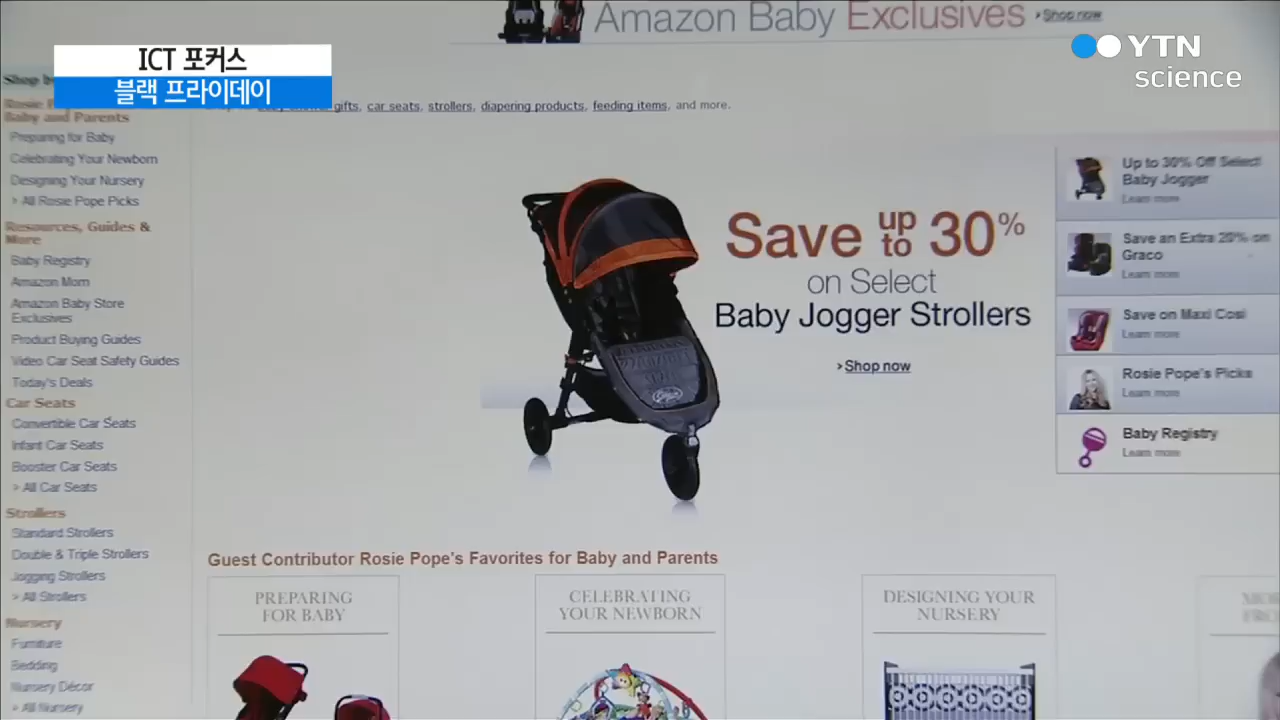 Amazon Baby Exclusives
Shop now
ICT 포커스
블랙 프라이데이
YTN
science
gifts, car seats, strollers, diapering products, feeding items, and more.
Baby and Parents
Preparing for Baby
Celebrating Your Newborn
Designing Your Nursery
All Rosie Pope Picks
Resources, Guides &
More
Baby Registry
Amazon Mom
Amazon Baby Store
Exclusives
Product Buying Guides
Video Car Seat Safety Guides
Today's Deals
Car Seats
Convertible Car Seats
Infant Car Seats
Booster Car Seats
> All Car Seats
Strollers
Standard Strollers
Double & Triple Strollers
Jogging Strollers
> All Strollers
Nursery
Furniture
Bedding
Nursery Décor
> All Nursery
Save up to 30%
on Select
Baby Jogger Strollers
Shop now
Up to 30% Off Select
Baby Jogger
Learn more
Save an Extra 20% on
Graco
Learn more
Save on Maxi Cosi
Learn more
Rosie Pope's Picks
Learn more
Baby Registry
Learn more
Guest Contributor Rosie Pope's Favorites for Baby and Parents
PREPARING
FOR BABY
CELEBRATING
YOUR NEWBORN
DESIGNING YOUR
NURSERY